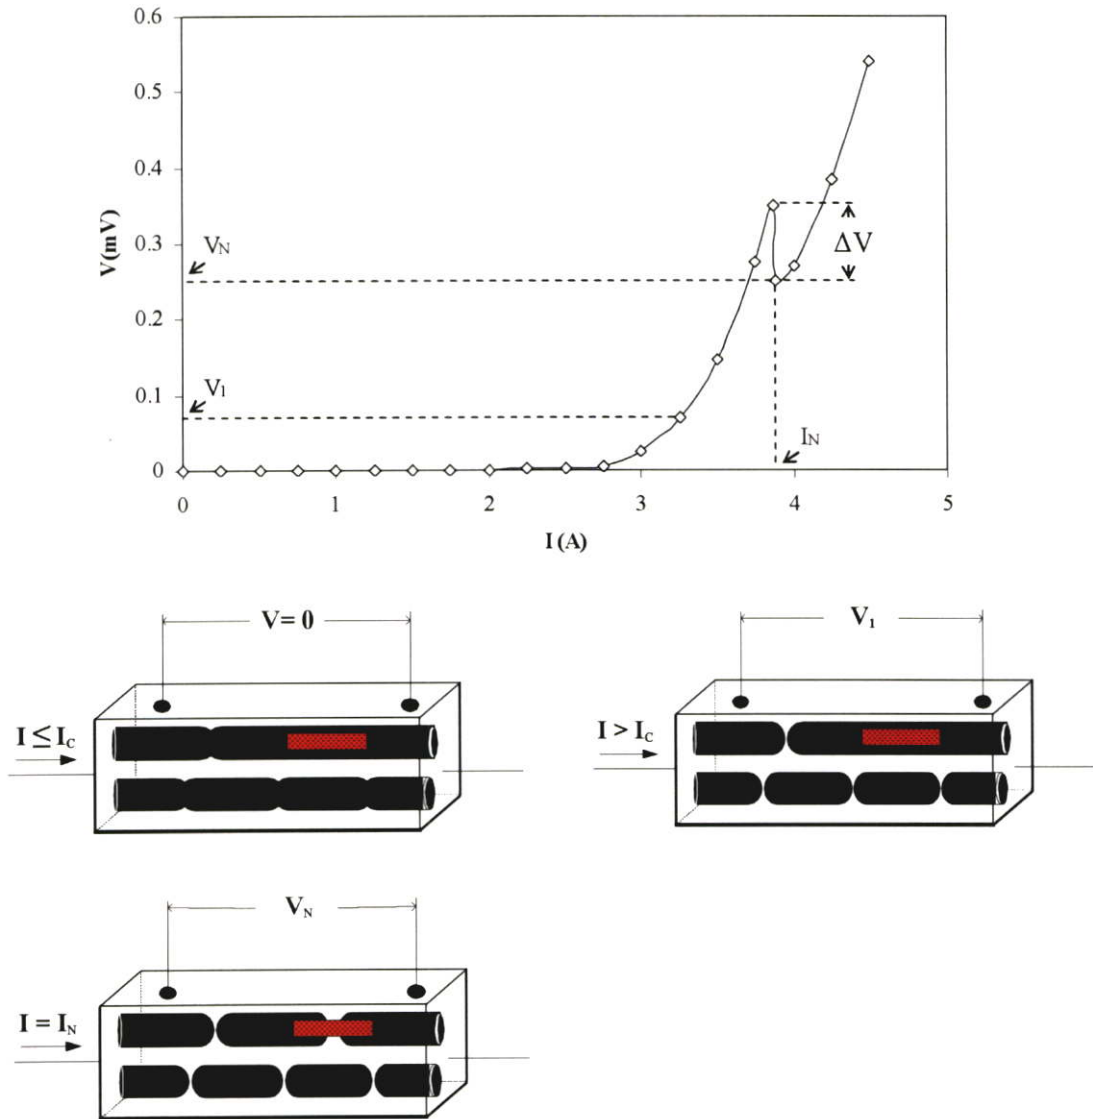 0.6
0.5
0.4
0.3
0.2
0.1
0
V(mV)
V_N
V_1
ΔV
I_N
0 1 2 3 4 5
I (A)
V= 0
I ≤ I_C
V_1
I > I_C
V_N
I = I_N